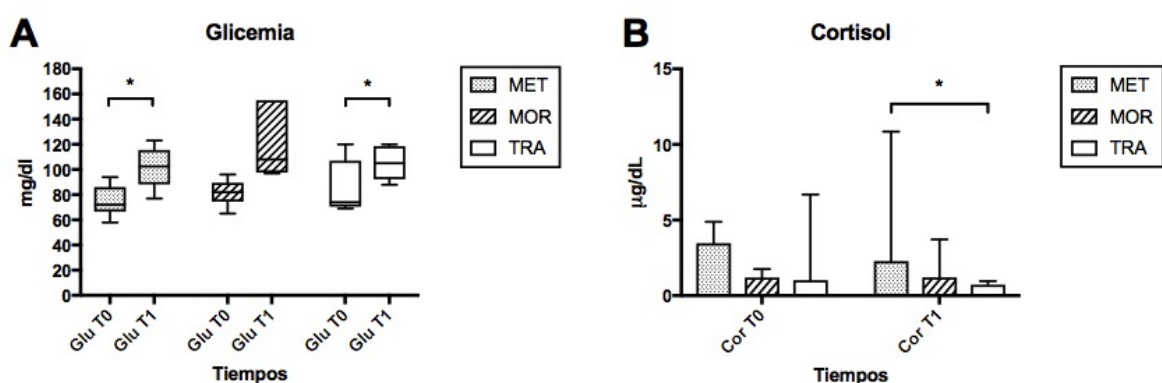 A
Glicemia
180
160
140
120
100
80
60
40
20
0
mg/dl
*
*
Glu T0
Glu T1
Glu T0
Glu T1
Glu T0
Glu T1
Tiempos
MET
MOR
TRA
B
Cortisol
15
10
5
0
µg/dL
*
Cor T0
Cor T1
Tiempos
MET
MOR
TRA